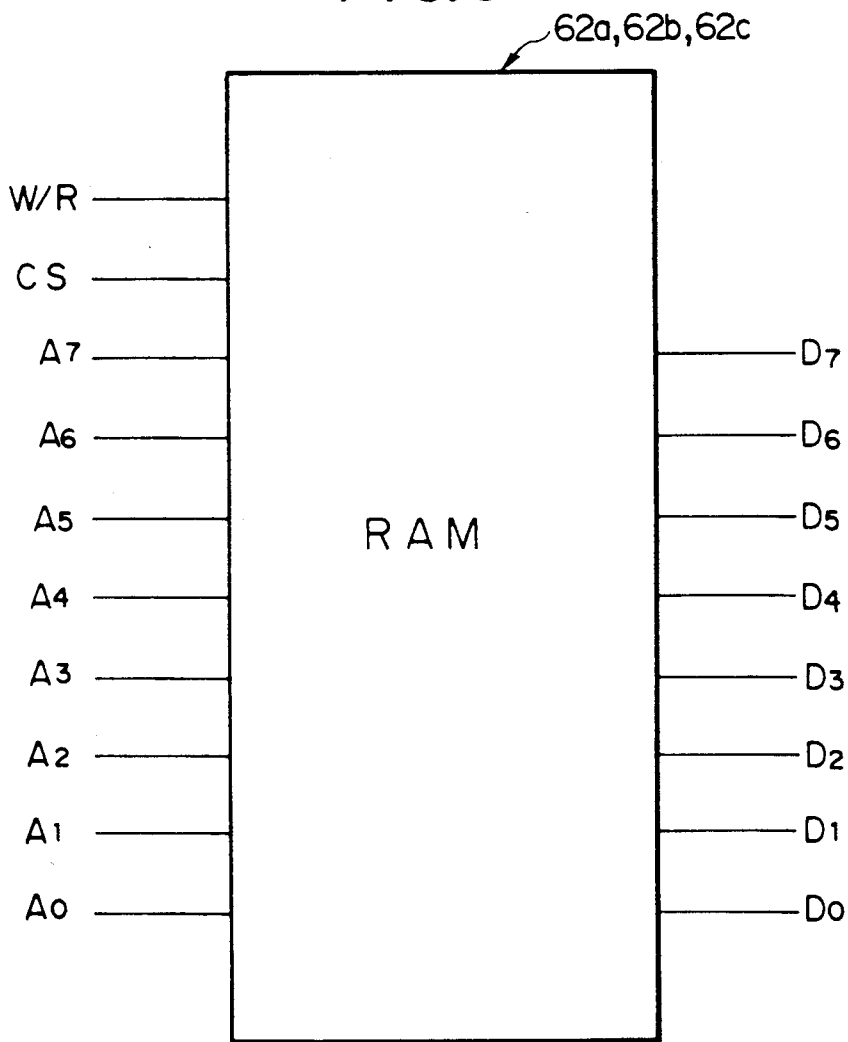 62a,62b,62c
W/R
CS
A7 D7
A6 D6
A5 D5
RAM
A4 D4
A3 D3
A2 D2
A1 D1
A0 D0